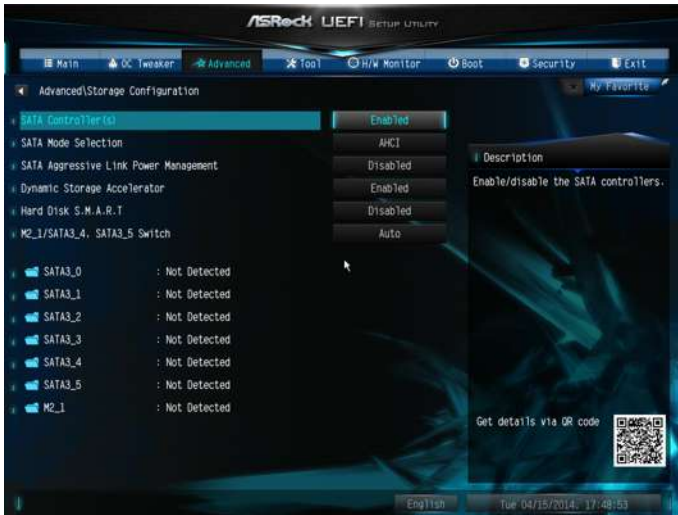 ASRock UEFI SETUP UTILITY
Main OC Tweaker Advanced Tool H/W Monitor Boot Security Exit
Advanced\Storage Configuration
My Favorite
SATA Controller(s) Enabled
SATA Mode Selection AHCI
SATA Aggressive Link Power Management Disabled
Dynamic Storage Accelerator Enabled
Hard Disk S.M.A.R.T Disabled
M2_1/SATA3_4, SATA3_5 Switch Auto
SATA3_0 : Not Detected
SATA3_1 : Not Detected
SATA3_2 : Not Detected
SATA3_3 : Not Detected
SATA3_4 : Not Detected
SATA3_5 : Not Detected
M2_1 : Not Detected
Description
Enable/disable the SATA controllers.
Get details via QR code
English
Tue 04/15/2014, 17:48:53